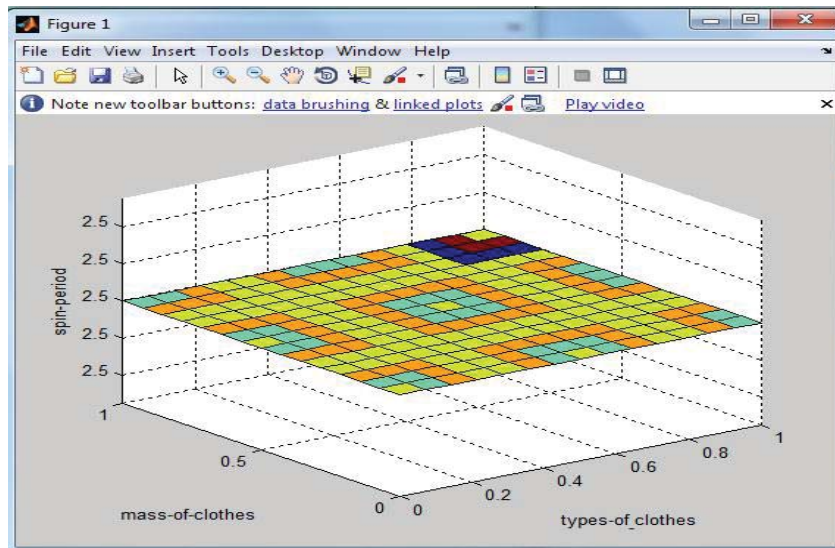 Figure 1
File Edit View Insert Tools Desktop Window Help
Note new toolbar buttons: data brushing & linked plots Play video
2.5
2.5
2.5
2.5
2.5
spin-period
1
0.5
0
mass-of-clothes
0
0.2
0.4
0.6
0.8
1
types-of_clothes